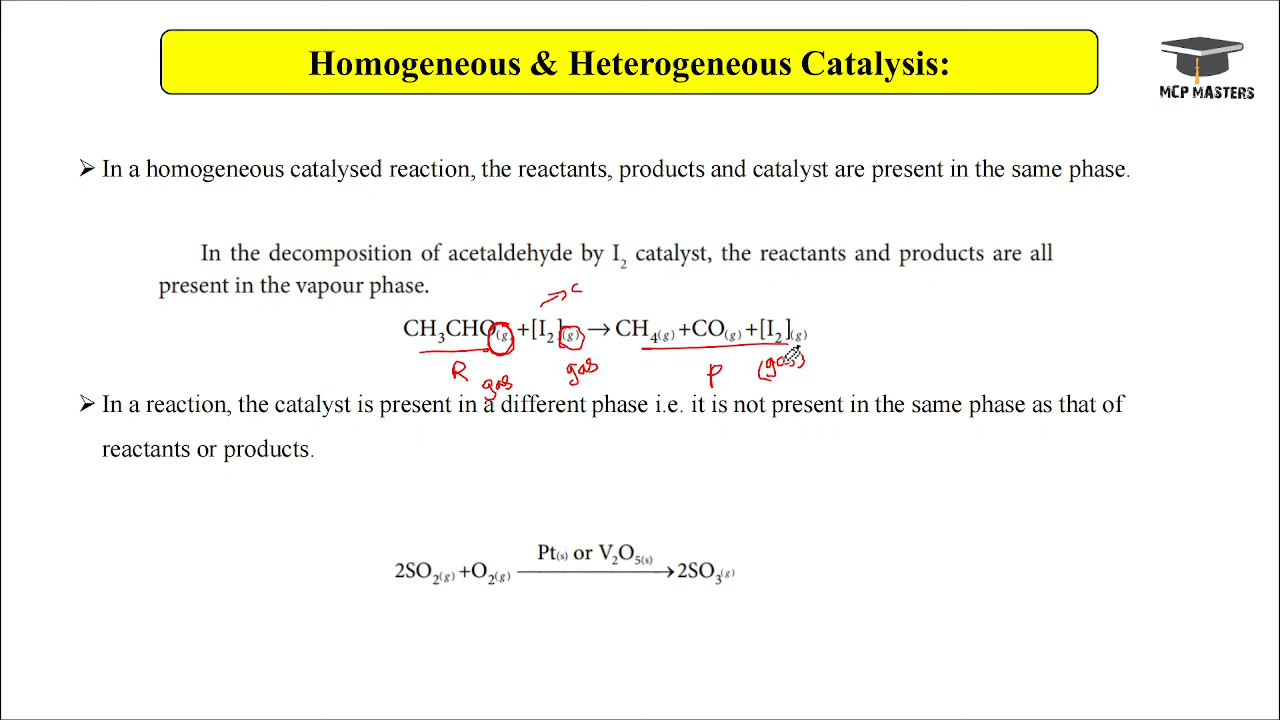 Homogeneous & Heterogeneous Catalysis:
MCP MASTERS
➢ In a homogeneous catalysed reaction, the reactants, products and catalyst are present in the same phase.
In the decomposition of acetaldehyde by I₂ catalyst, the reactants and products are all
present in the vapour phase.
c
CH₃CHO(g) +[I₂](g) → CH₄(g)+CO(g)+[I₂](g)
R gas gas P (gas)
➢ In a reaction, the catalyst is present in a different phase i.e. it is not present in the same phase as that of
reactants or products.
Pt(s) or V₂O₅(s)
2SO₂(g)+O₂(g) → 2SO₃(g)